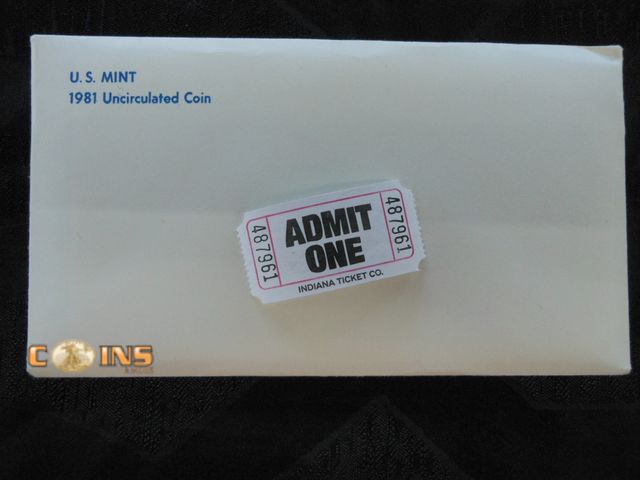 U.S. MINT
1981 Uncirculated Coin
487961
ADMIT
ONE
487961
INDIANA TICKET CO.
COINS